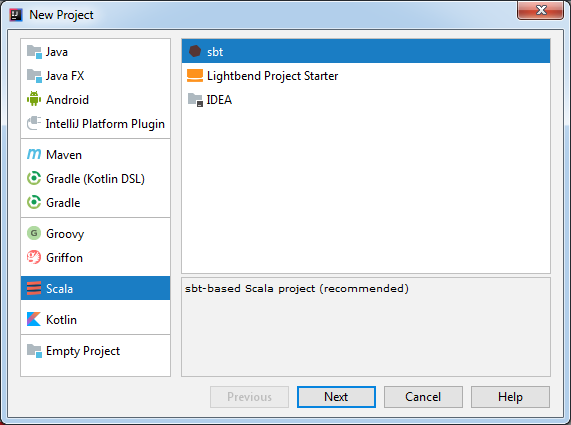 New Project
Java
Java FX
Android
IntelliJ Platform Plugin
Maven
Gradle (Kotlin DSL)
Gradle
Groovy
Griffon
Scala
Kotlin
Empty Project
sbt
Lightbend Project Starter
IDEA
sbt-based Scala project (recommended)
Previous
Next
Cancel
Help